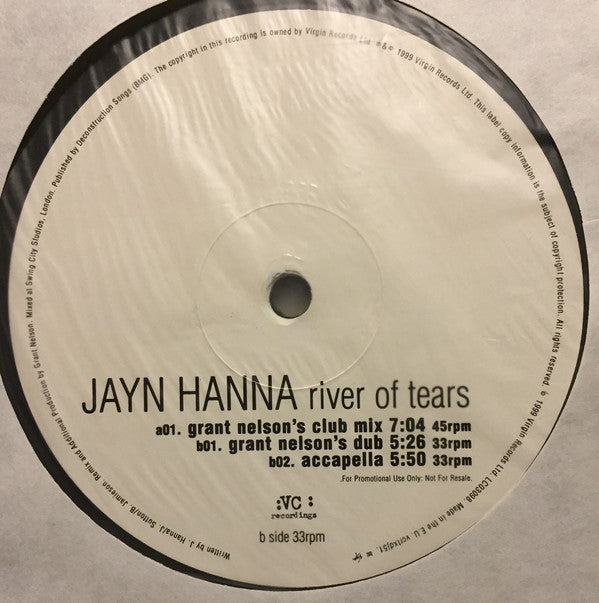 JAYN HANNA river of tears
a01. grant nelson's club mix 7:04 45rpm
b01. grant nelson's dub 5:26 33rpm
b02. accapella 5:50 33rpm
.For Promotional Use Only: Not For Resale.
:VC :
recordings
b side 33rpm
Written by J. Hanna/J. Sutton/B. Jamieson. Remix and Additional Production by Grant Nelson. Mixed at Swing City Studios, London. Published by Deconstruction Songs (BMG). The copyright in this recording is owned by Virgin Records Ltd. ℗ & © 1999 Virgin Records Ltd. This label copy information is the subject of copyright protection. All rights reserved. © 1999 Virgin Records Ltd. LC03098. Made in the E.U. vctxdj51.